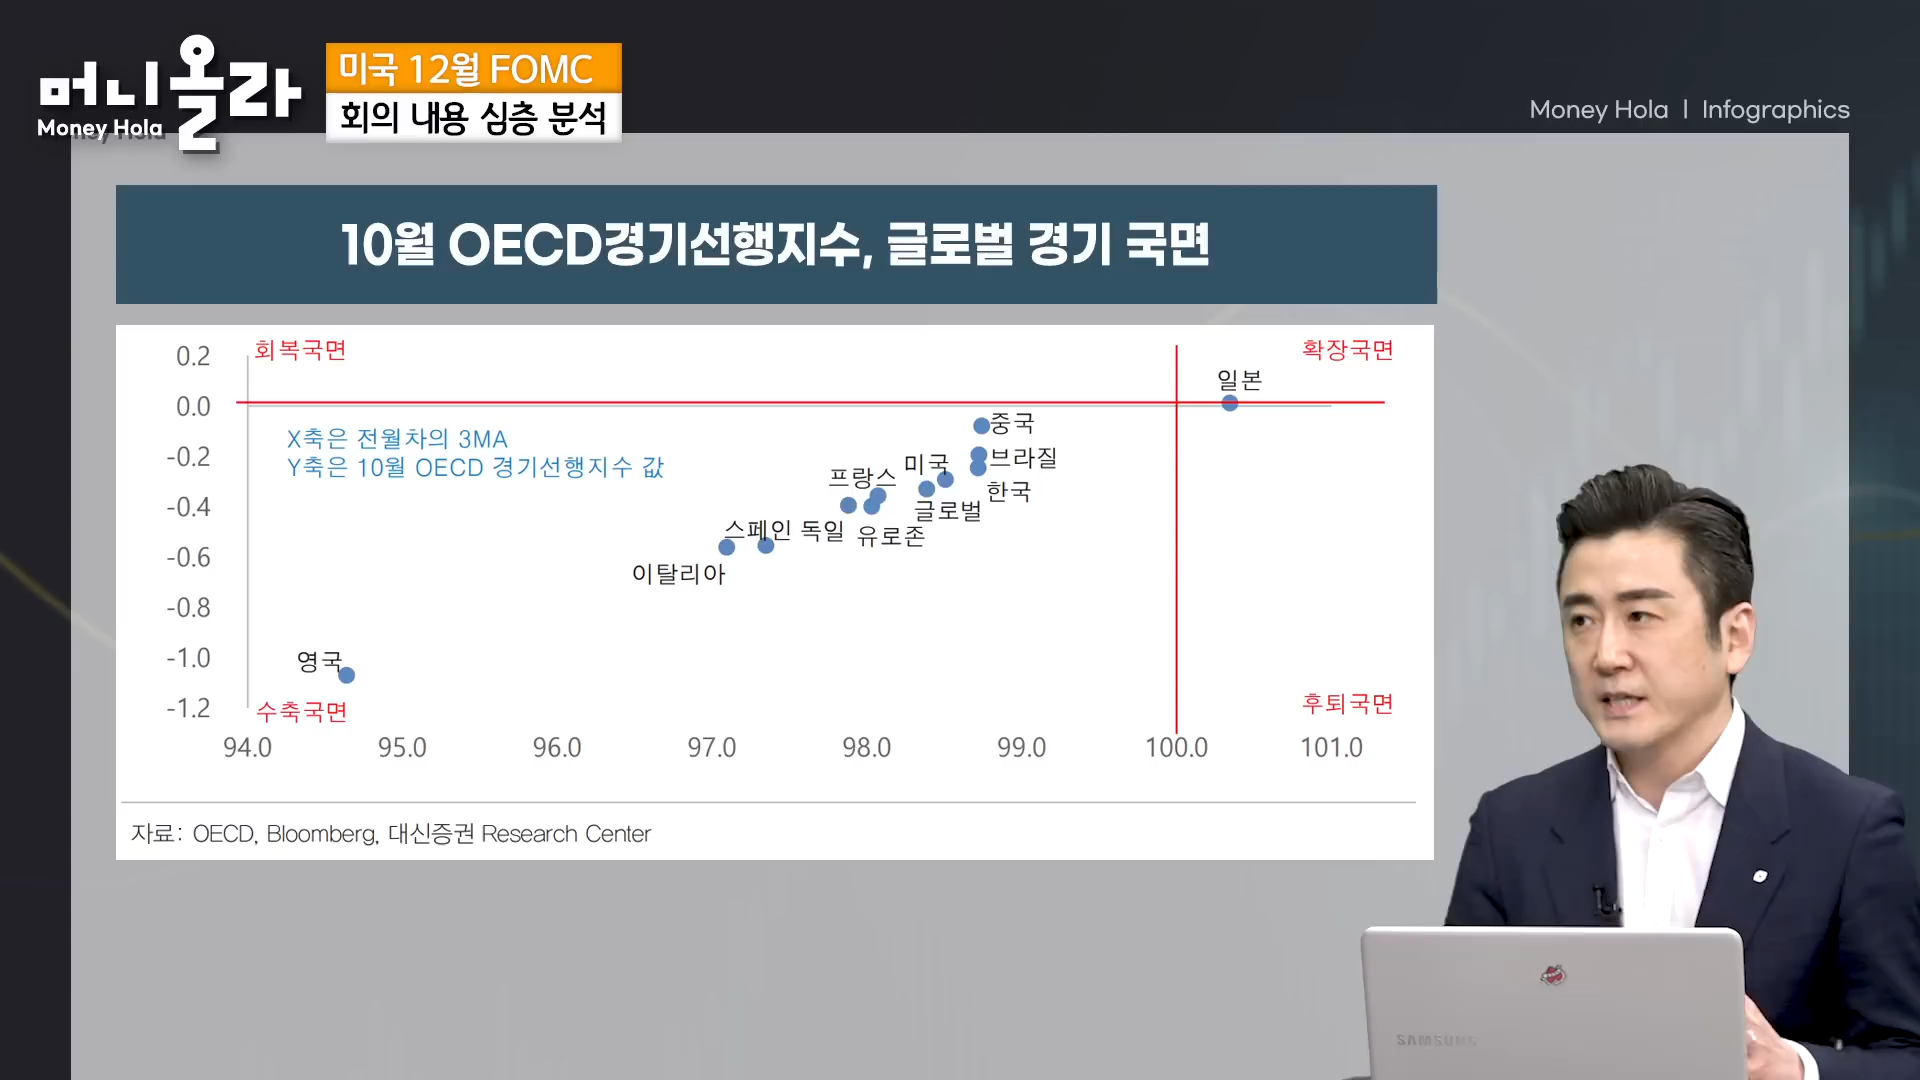 머니올라
Money Hola
미국 12월 FOMC
회의 내용 심층 분석
Money Hola | Infographics
10월 OECD경기선행지수, 글로벌 경기 국면
0.2
0.0
-0.2
-0.4
-0.6
-0.8
-1.0
-1.2
회복국면
확장국면
X축은 전월차의 3MA
Y축은 10월 OECD 경기선행지수 값
일본
중국
브라질
미국
한국
프랑스
글로벌
스페인 독일
유로존
이탈리아
영국
수축국면
후퇴국면
94.0 95.0 96.0 97.0 98.0 99.0 100.0 101.0
자료: OECD, Bloomberg, 대신증권 Research Center
SAMSUNG